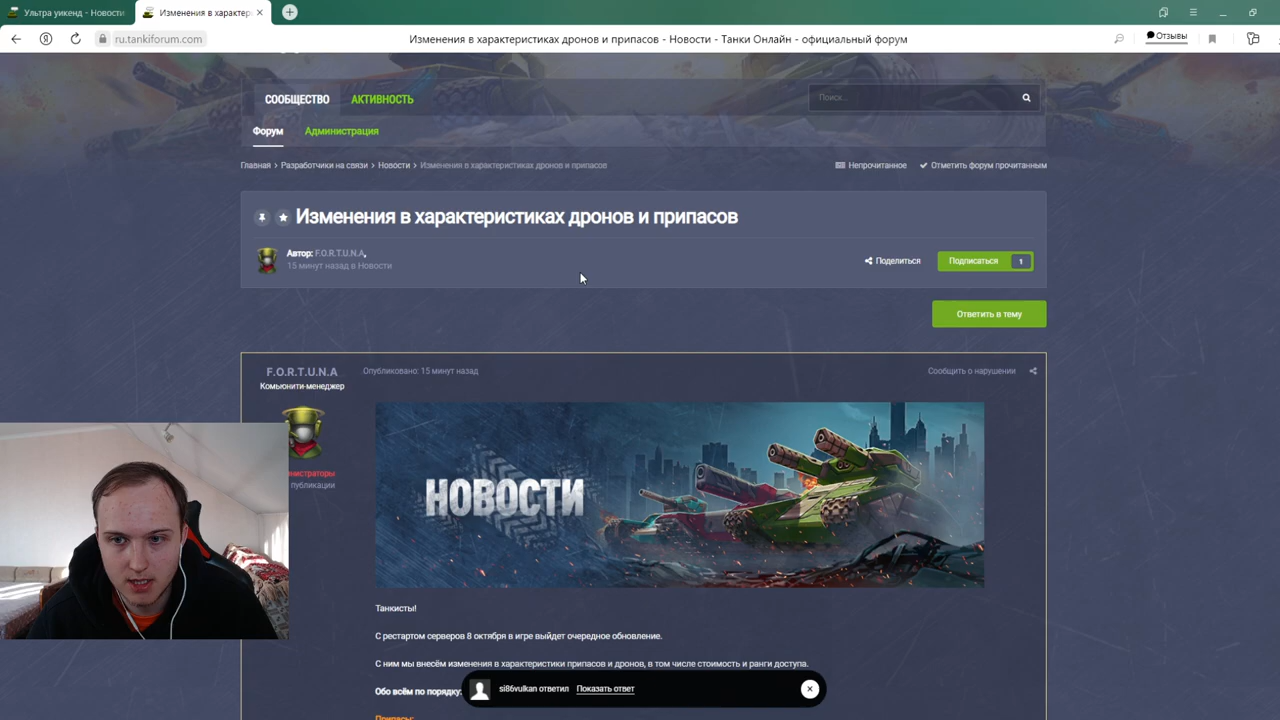 Ультра уикенд - Новости
Изменения в характер
ru.tankiforum.com
Изменения в характеристиках дронов и припасов - Новости - Танки Онлайн - официальный форум
Отзывы
СООБЩЕСТВО
АКТИВНОСТЬ
Поиск...
Форум
Администрация
Главная > Разработчики на связи > Новости > Изменения в характеристиках дронов и припасов
Непрочитанное
Отметить форум прочитанным
Изменения в характеристиках дронов и припасов
Автор: F.O.R.T.U.N.A,
15 минут назад в Новости
Поделиться
Подписаться 1
Ответить в тему
F.O.R.T.U.N.A
Комьюнити-менеджер
Опубликовано: 15 минут назад
Сообщить о нарушении
нистраторы
публикации
НОВОСТИ
Танкисты!
С рестартом серверов 8 октября в игре выйдет очередное обновление.
С ним мы внесём изменения в характеристики припасов и дронов, в том числе стоимость и ранги доступа.
Обо всём по порядку:
si86vulkan ответил Показать ответ
Припасы: